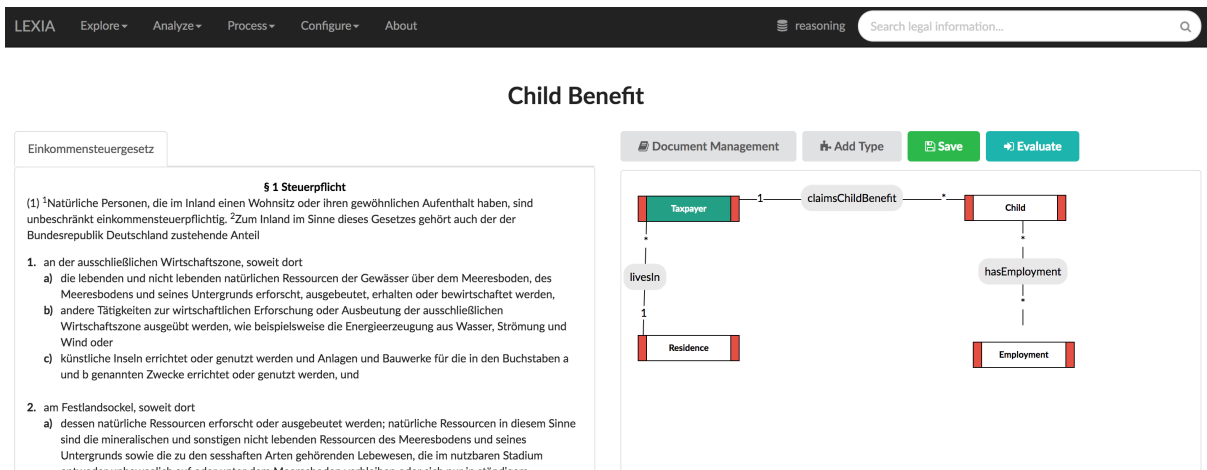 LEXIA Explore Analyze Process Configure About reasoning Search legal information...
Child Benefit
Einkommensteuergesetz
§ 1 Steuerpflicht
(1) 1Natürliche Personen, die im Inland einen Wohnsitz oder ihren gewöhnlichen Aufenthalt haben, sind
unbeschränkt einkommensteuerpflichtig. 2Zum Inland im Sinne dieses Gesetzes gehört auch der der
Bundesrepublik Deutschland zustehende Anteil
1. an der ausschließlichen Wirtschaftszone, soweit dort
a) die lebenden und nicht lebenden natürlichen Ressourcen der Gewässer über dem Meeresboden, des
Meeresbodens und seines Untergrunds erforscht, ausgebeutet, erhalten oder bewirtschaftet werden,
b) andere Tätigkeiten zur wirtschaftlichen Erforschung oder Ausbeutung der ausschließlichen
Wirtschaftszone ausgeübt werden, wie beispielsweise die Energieerzeugung aus Wasser, Strömung und
Wind oder
c) künstliche Inseln errichtet oder genutzt werden und Anlagen und Bauwerke für die in den Buchstaben a
und b genannten Zwecke errichtet oder genutzt werden, und
2. am Festlandsockel, soweit dort
a) dessen natürliche Ressourcen erforscht oder ausgebeutet werden; natürliche Ressourcen in diesem Sinne
sind die mineralischen und sonstigen nicht lebenden Ressourcen des Meeresbodens und seines
Untergrunds sowie die zu den sesshaften Arten gehörenden Lebewesen, die im nutzbaren Stadium
Document Management Add Type Save Evaluate
Taxpayer 1 claimsChildBenefit * Child
* *
livesIn hasEmployment
1 *
Residence Employment